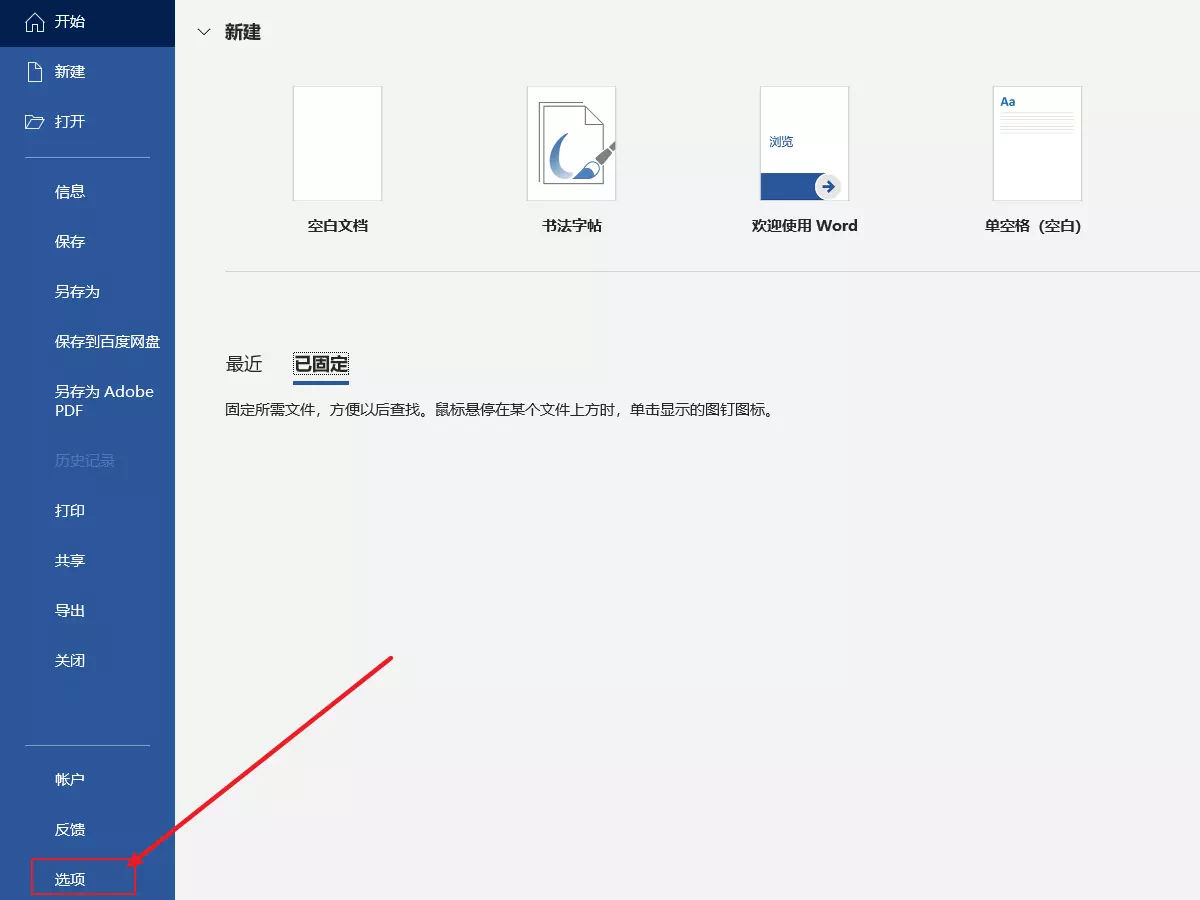 开始
新建
打开
信息
保存
另存为
保存到百度网盘
另存为 Adobe
PDF
历史记录
打印
共享
导出
关闭
帐户
反馈
选项
新建
浏览
Aa
空白文档
书法字帖
欢迎使用 Word
单空格 (空白)
最近
已固定
固定所需文件，方便以后查找。鼠标悬停在某个文件上方时，单击显示的图钉图标。